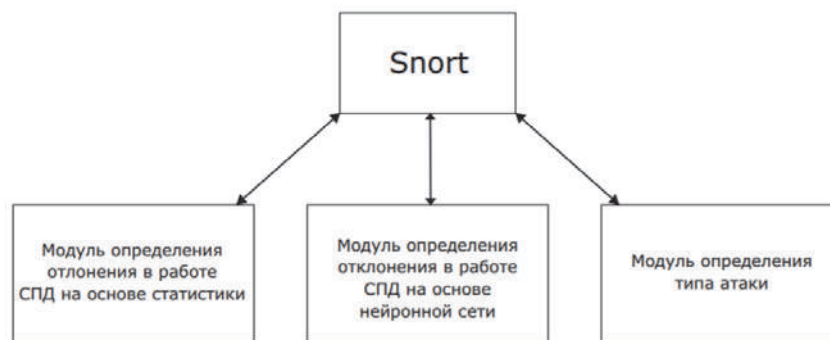 Snort
Модуль определения
отлонения в работе
СПД на основе статистики
Модуль определения
отклонения в работе
СПД на основе
нейронной сети
Модуль определения
типа атаки